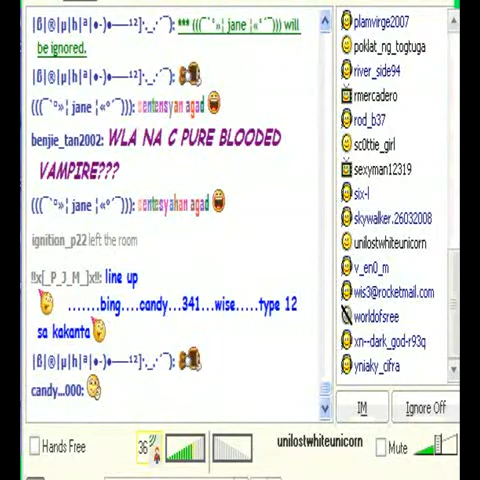 |ß|®|µ|h|ª|•-)•—–¹²]·._.·´¯): *** (((¯`°»¦ jane ¦«°´¯))) will
be ignored.
|ß|®|µ|h|ª|•-)•—–¹²]·._.·´¯):
(((¯`°»¦ jane ¦«°´¯))): sentensyan agad
benjie_tan2002: WLA NA C PURE BLOODED
VAMPIRE???
(((¯`°»¦ jane ¦«°´¯))): sentesyahan agad
ignition_p22 left the room
!!x[_P_J_M_]x!!: line up
.......bing....candy...341...wise.....type 12
sa kakanta
|ß|®|µ|h|ª|•-)•—–¹²]·._.·´¯):
candy...000:
plamvirge2007
poklat_ng_togtuga
river_side94
rmercadero
rod_b37
sc0ttie_girl
sexyman12319
six-l
skywalker.26032008
unilostwhiteunicorn
v_en0_m
wis3@rocketmail.com
worldofsree
xn--dark_god-r93q
yniaky_cifra
IM
Ignore Off
Hands Free
36
unilostwhiteunicorn
Mute